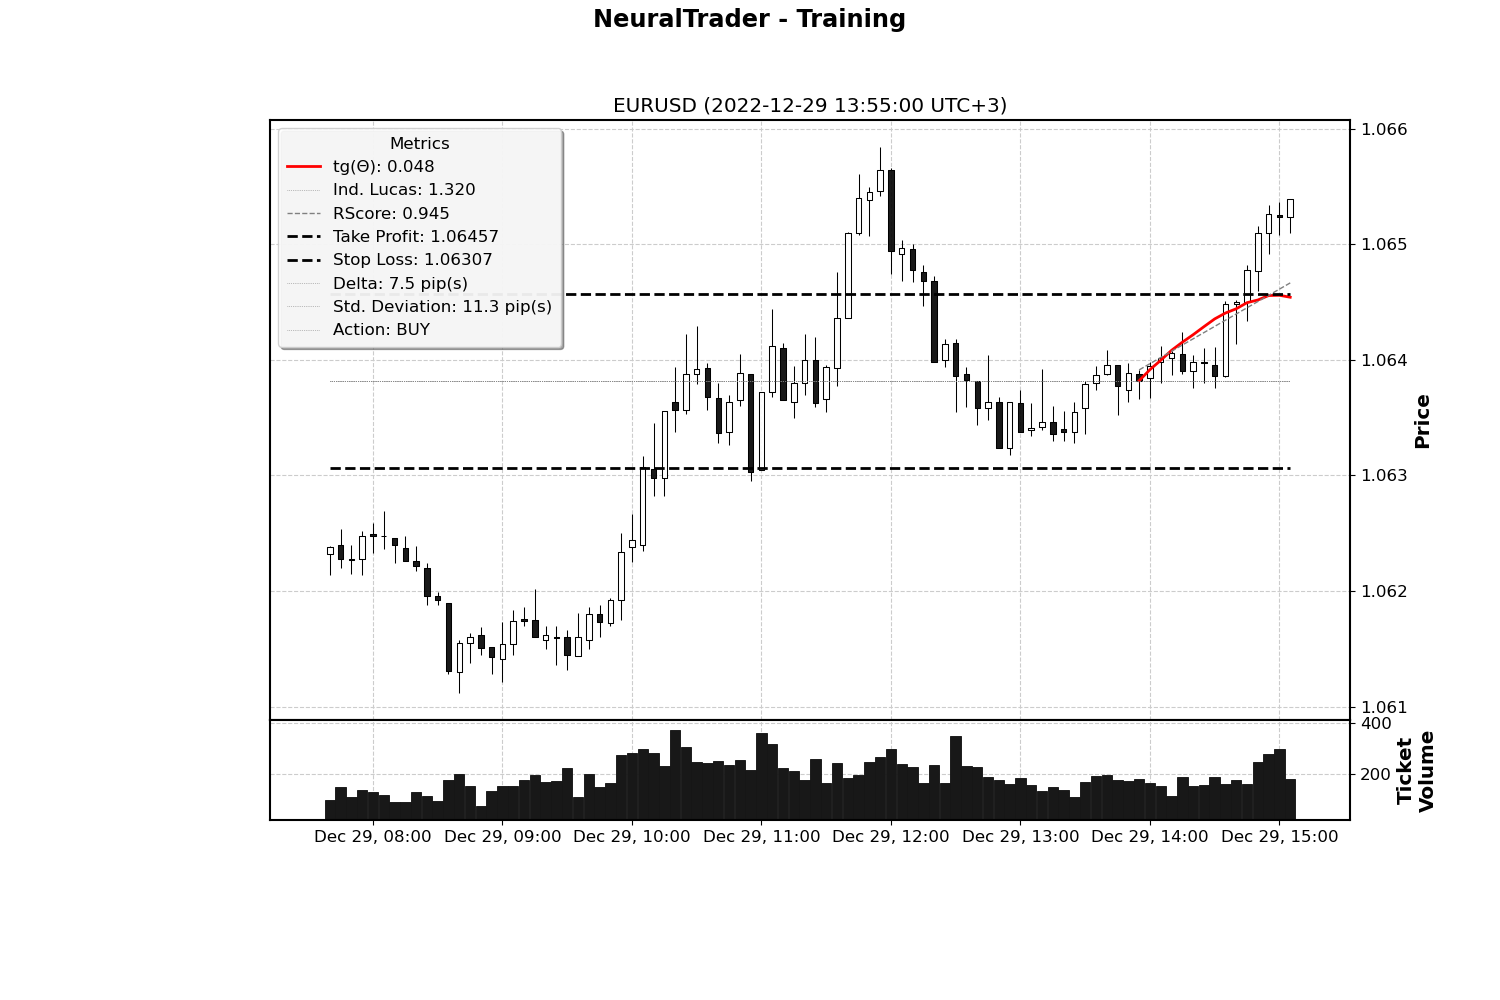 NeuralTrader - Training
EURUSD (2022-12-29 13:55:00 UTC+3)
Metrics
tg(Θ): 0.048
Ind. Lucas: 1.320
RScore: 0.945
Take Profit: 1.06457
Stop Loss: 1.06307
Delta: 7.5 pip(s)
Std. Deviation: 11.3 pip(s)
Action: BUY
1.066
1.065
1.064
1.063
1.062
1.061
Price
400
200
Ticket
Volume
Dec 29, 08:00
Dec 29, 09:00
Dec 29, 10:00
Dec 29, 11:00
Dec 29, 12:00
Dec 29, 13:00
Dec 29, 14:00
Dec 29, 15:00